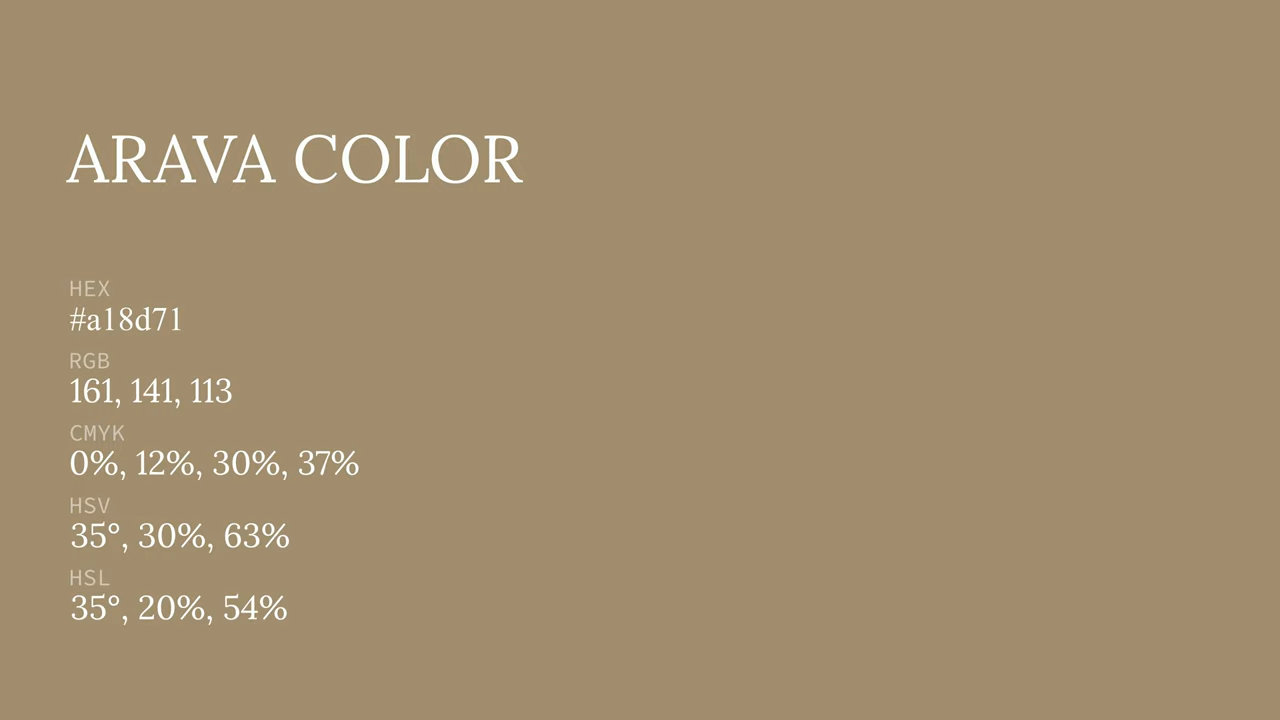 ARAVA COLOR
HEX
#a18d71
RGB
161, 141, 113
CMYK
0%, 12%, 30%, 37%
HSV
35°, 30%, 63%
HSL
35°, 20%, 54%